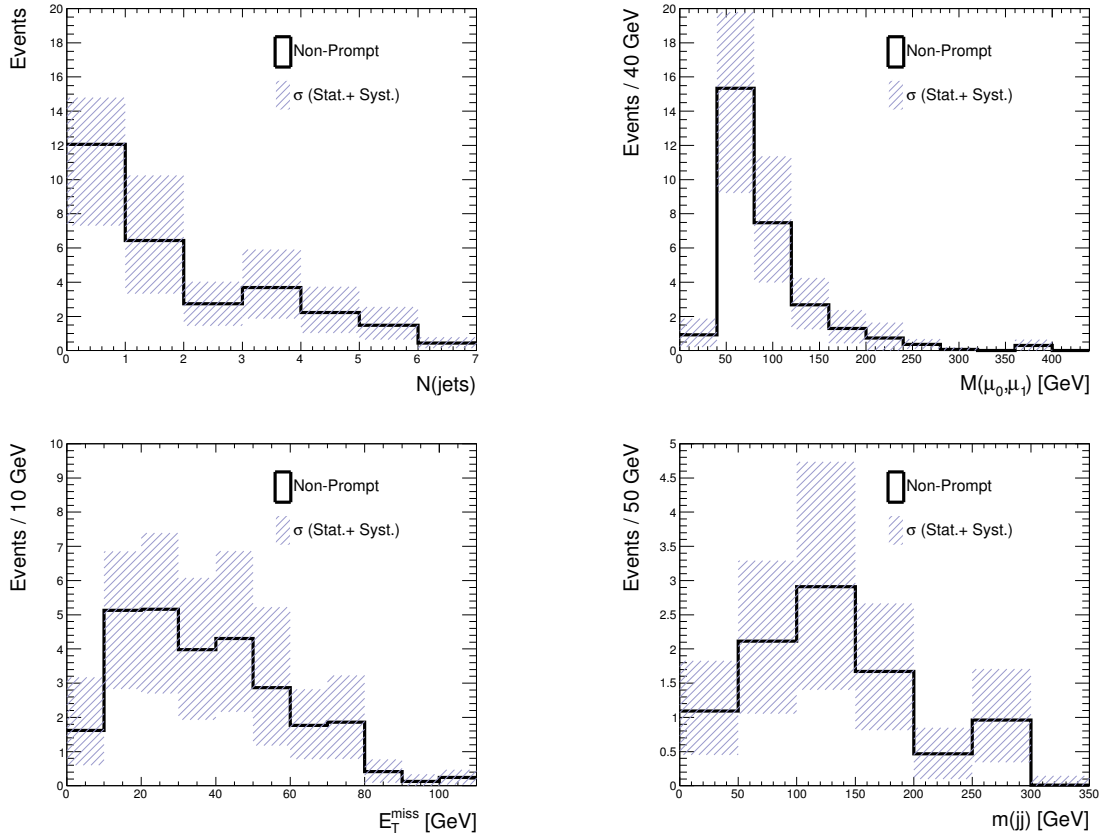 Events
20
18
16
14
12
10
8
6
4
2
0
Non-Prompt
σ (Stat.+ Syst.)
0 1 2 3 4 5 6 7
N(jets)
Events / 40 GeV
20
18
16
14
12
10
8
6
4
2
0
Non-Prompt
σ (Stat.+ Syst.)
0 50 100 150 200 250 300 350 400
M(μ₀,μ₁) [GeV]
Events / 10 GeV
10
9
8
7
6
5
4
3
2
1
0
Non-Prompt
σ (Stat.+ Syst.)
0 20 40 60 80 100
E_T^miss [GeV]
Events / 50 GeV
5
4.5
4
3.5
3
2.5
2
1.5
1
0.5
0
Non-Prompt
σ (Stat.+ Syst.)
0 50 100 150 200 250 300 350
m(jj) [GeV]